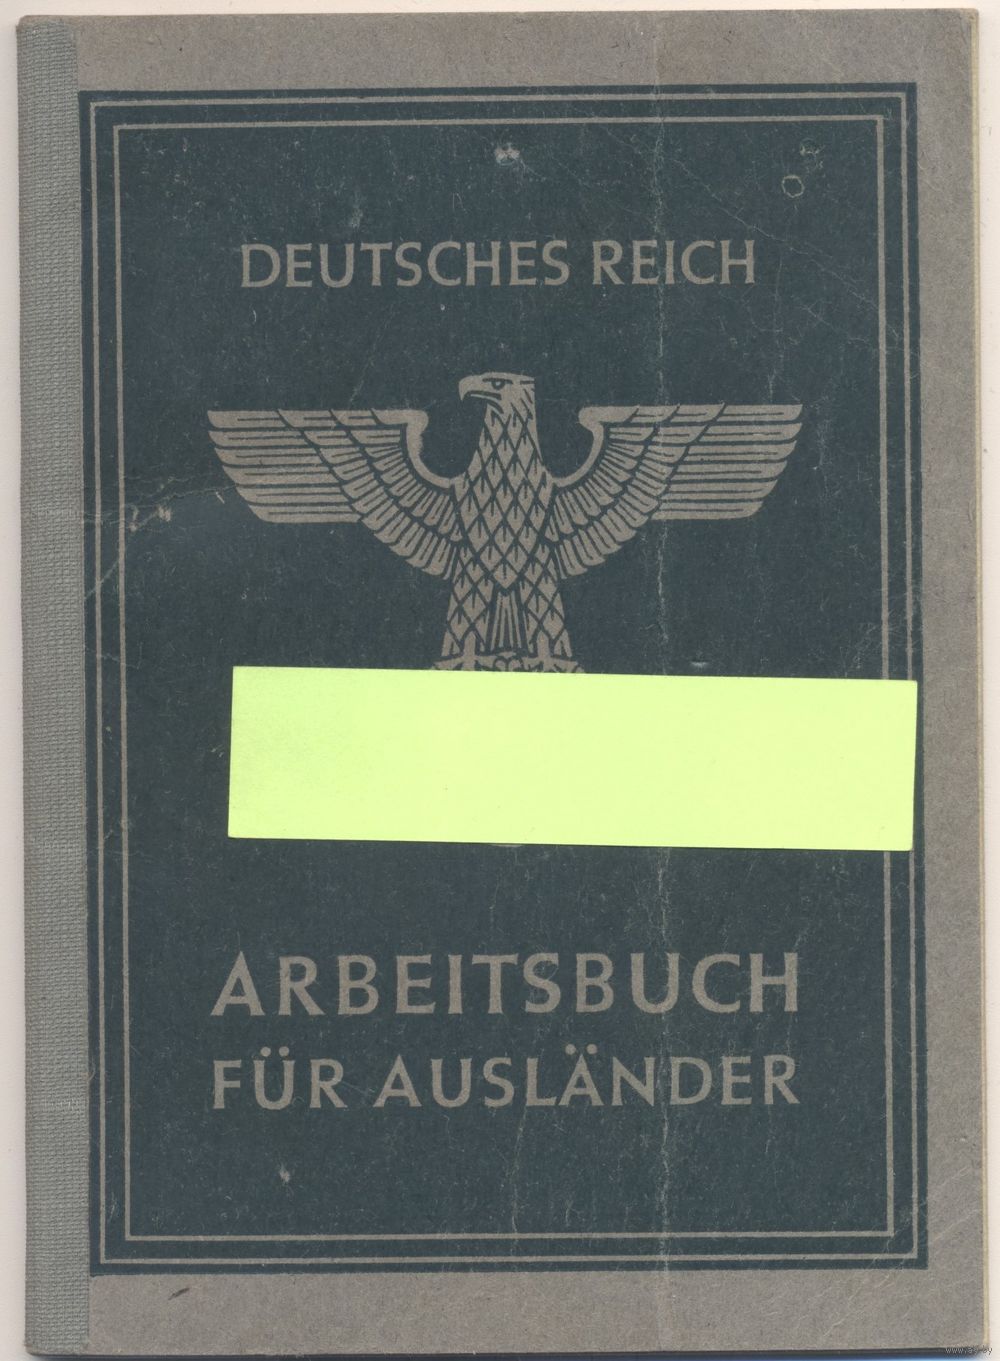 DEUTSCHES REICH
ARBEITSBUCH
FÜR AUSLÄNDER